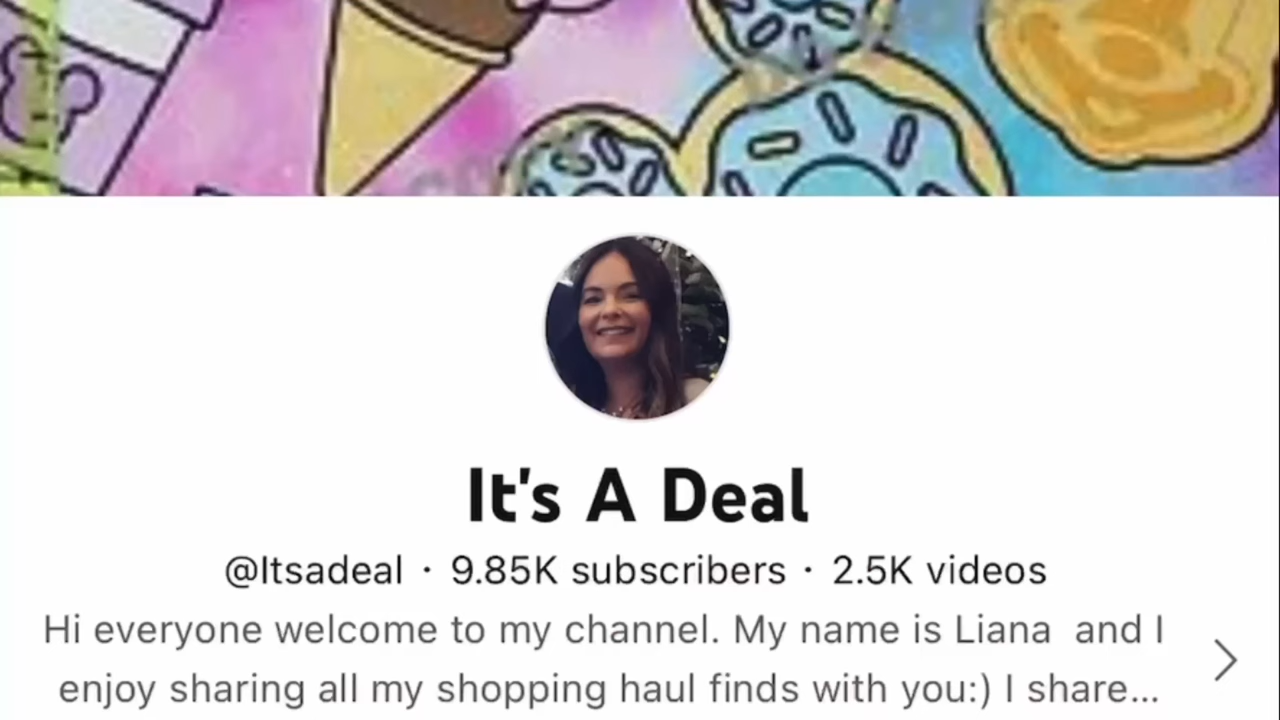 It's A Deal
@Itsadeal · 9.85K subscribers · 2.5K videos
Hi everyone welcome to my channel. My name is Liana  and I
enjoy sharing all my shopping haul finds with you:) I share...